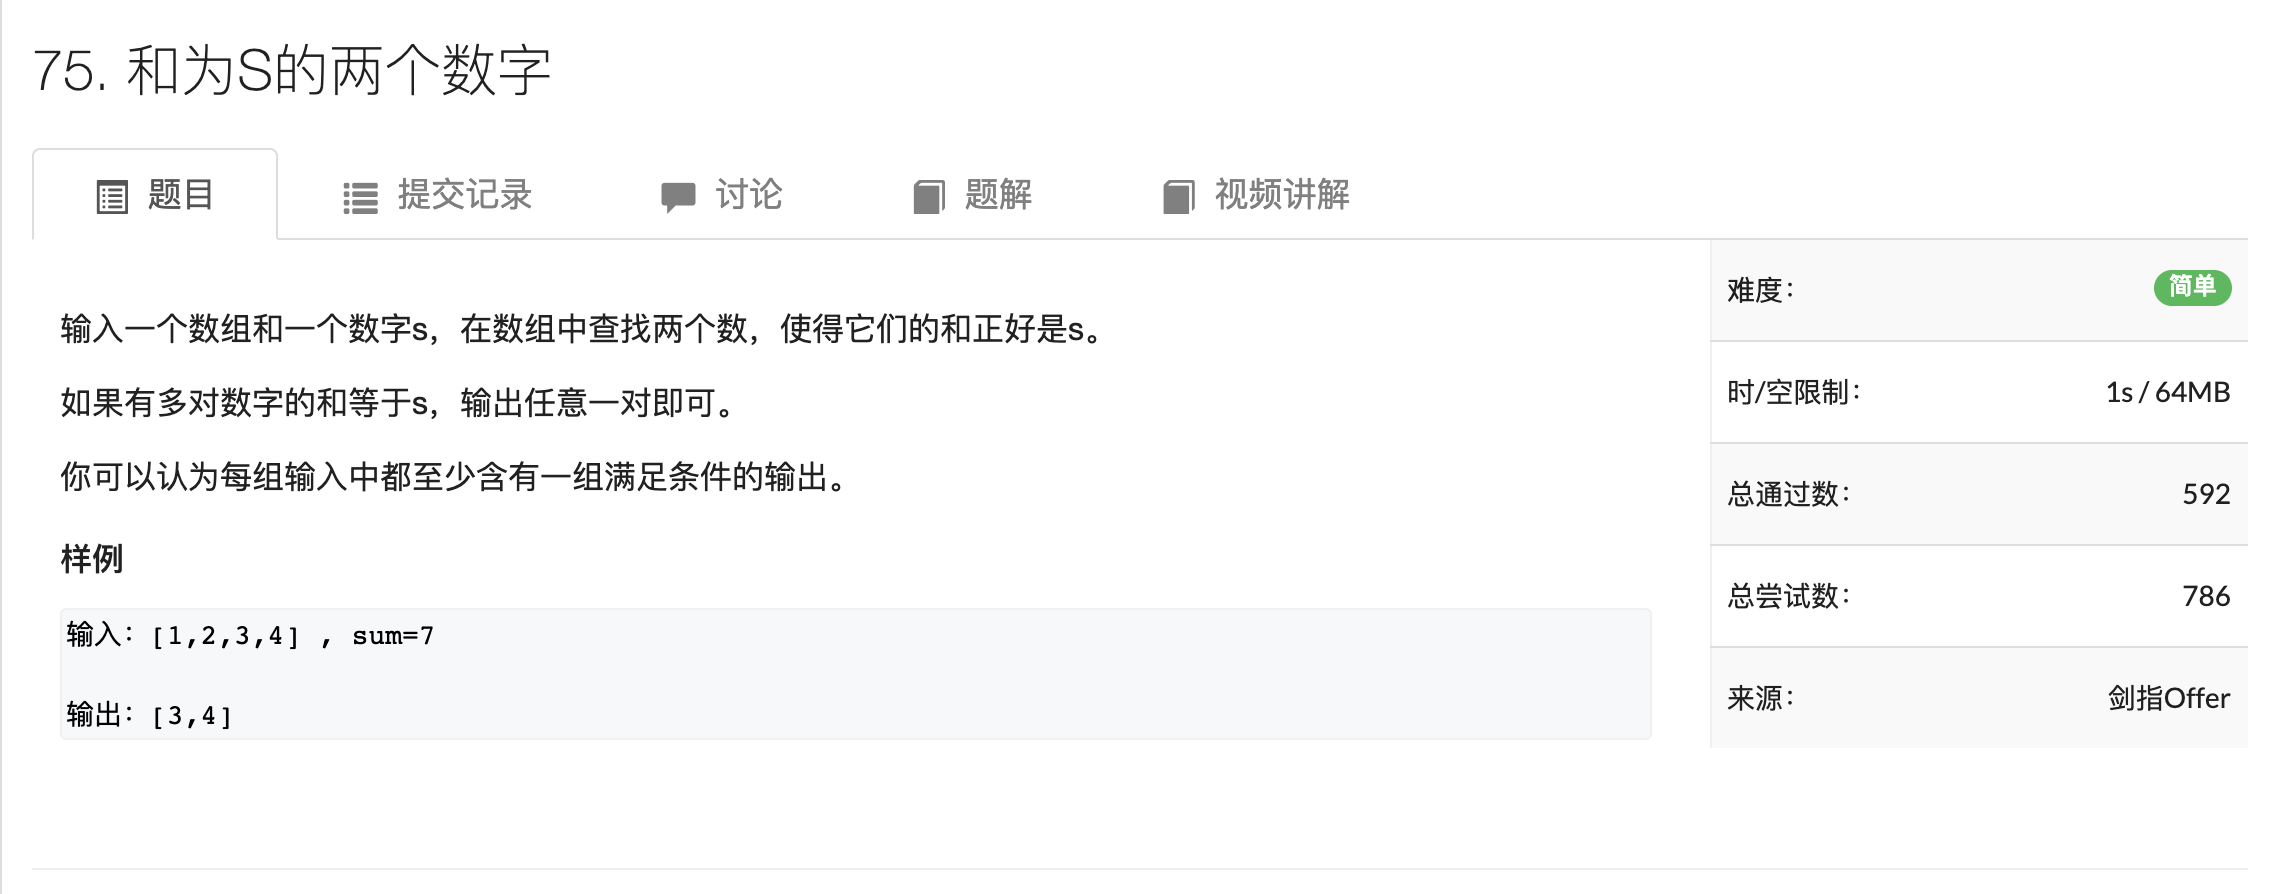 75. 和为S的两个数字
题目 提交记录 讨论 题解 视频讲解
输入一个数组和一个数字s，在数组中查找两个数，使得它们的和正好是s。
如果有多对数字的和等于s，输出任意一对即可。
你可以认为每组输入中都至少含有一组满足条件的输出。
样例
输入：[1,2,3,4] , sum=7
输出：[3,4]
难度： 简单
时/空限制： 1s / 64MB
总通过数： 592
总尝试数： 786
来源： 剑指Offer